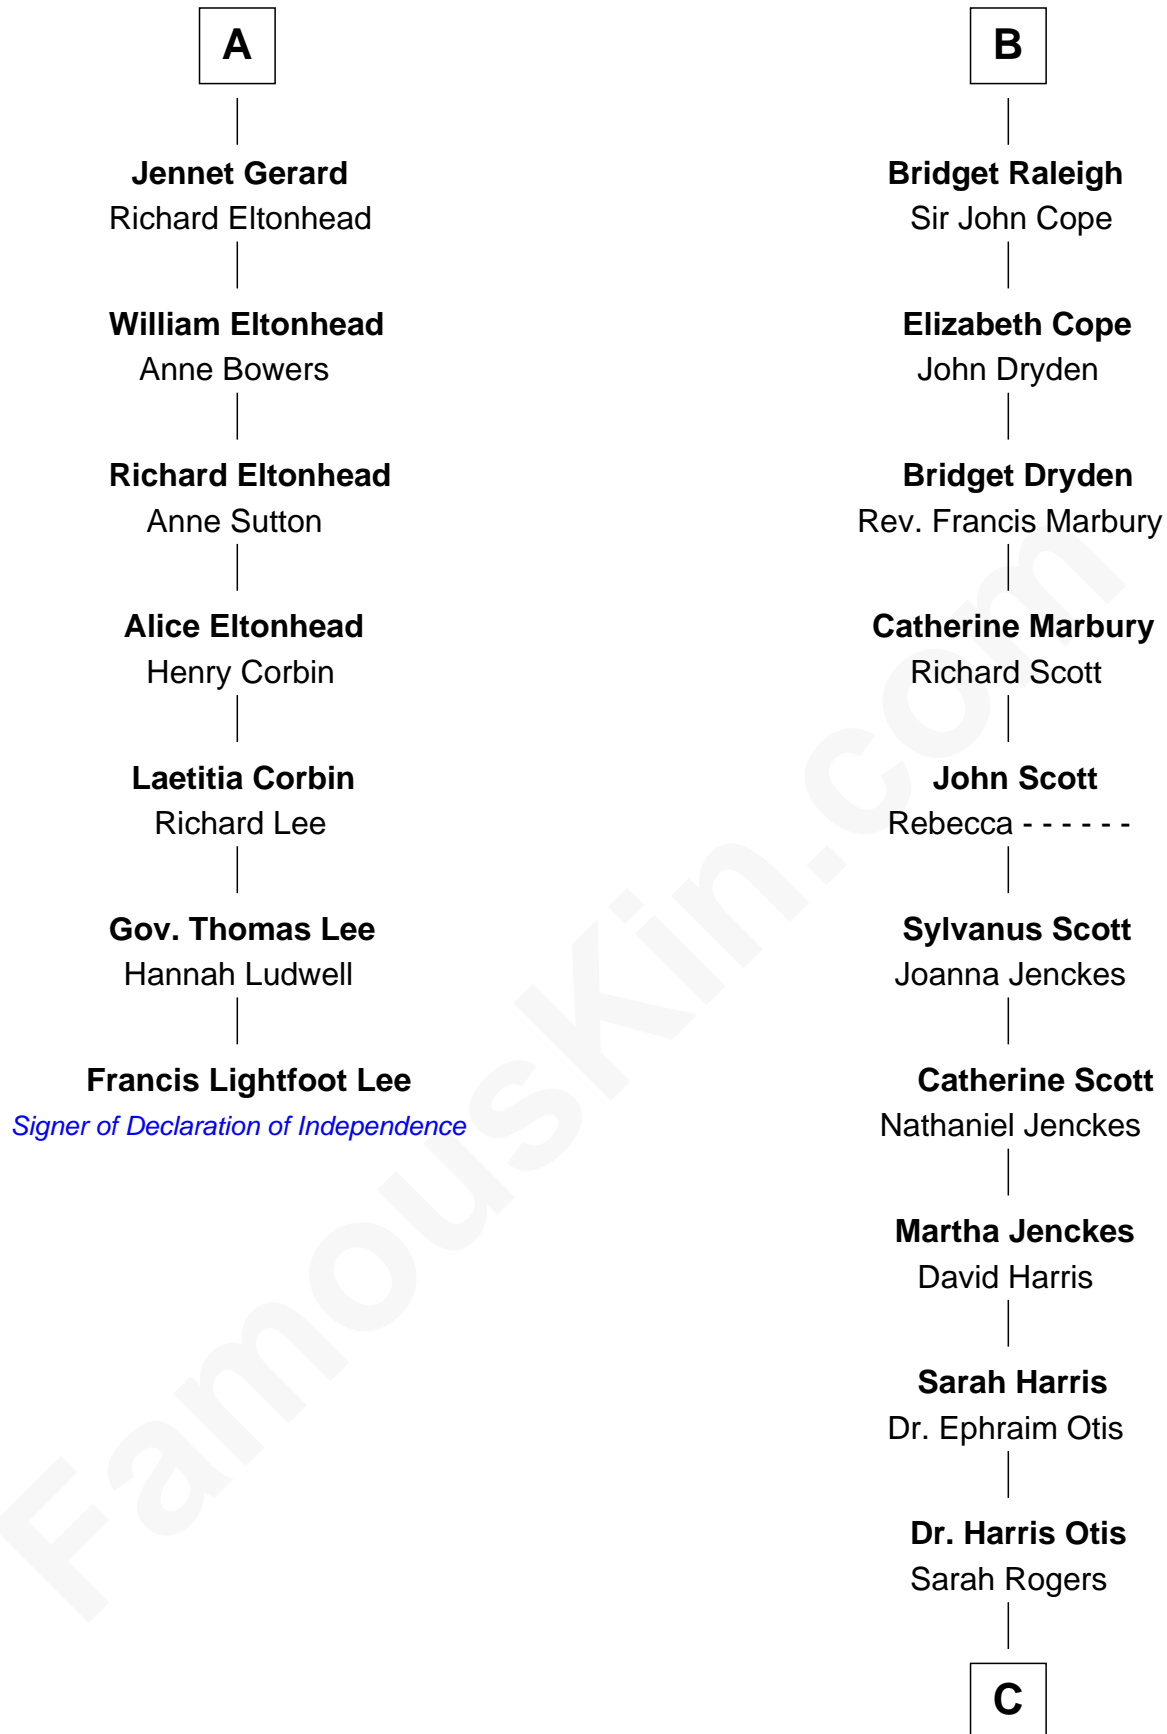 A
Jennet Gerard
Richard Eltonhead
William Eltonhead
Anne Bowers
Richard Eltonhead
Anne Sutton
Alice Eltonhead
Henry Corbin
Laetitia Corbin
Richard Lee
Gov. Thomas Lee
Hannah Ludwell
Francis Lightfoot Lee
Signer of Declaration of Independence
B
Bridget Raleigh
Sir John Cope
Elizabeth Cope
John Dryden
Bridget Dryden
Rev. Francis Marbury
Catherine Marbury
Richard Scott
John Scott
Rebecca - - - - - -
Sylvanus Scott
Joanna Jenckes
Catherine Scott
Nathaniel Jenckes
Martha Jenckes
David Harris
Sarah Harris
Dr. Ephraim Otis
Dr. Harris Otis
Sarah Rogers
C
FamousKin.com